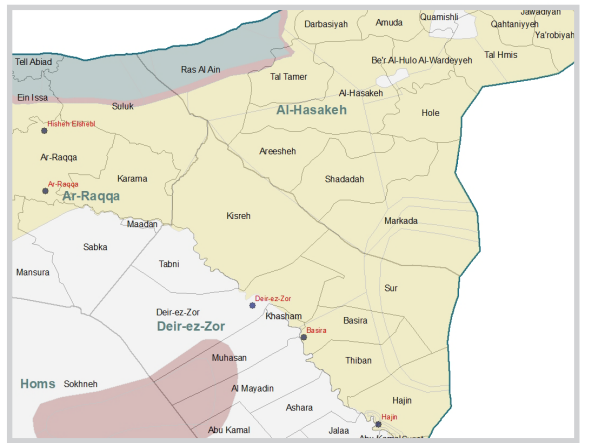 Jawadiyah
Quamishli
Darbasiyah
Amuda
Qahtaniyyeh
Ya'robiyah
Tell Abiad
Be'r Al-Hulo Al-Wardeyyeh
Tal Hmis
Ras Al Ain
Tal Tamer
Ein Issa
Al-Hasakeh
Suluk
Al-Hasakeh
Hole
Hisheh Elshebl
Areesheh
Ar-Raqqa
Karama
Shadadah
Ar-Raqqa
Ar-Raqqa
Kisreh
Markada
Maadan
Sabka
Tabni
Mansura
Sur
Deir-ez-Zor
Deir-ez-Zor
Khasham
Deir-ez-Zor
Basira
Basira
Muhasan
Thiban
Homs
Sokhneh
Al Mayadin
Hajin
Ashara
Hajin
Abu Kamal
Jalaa